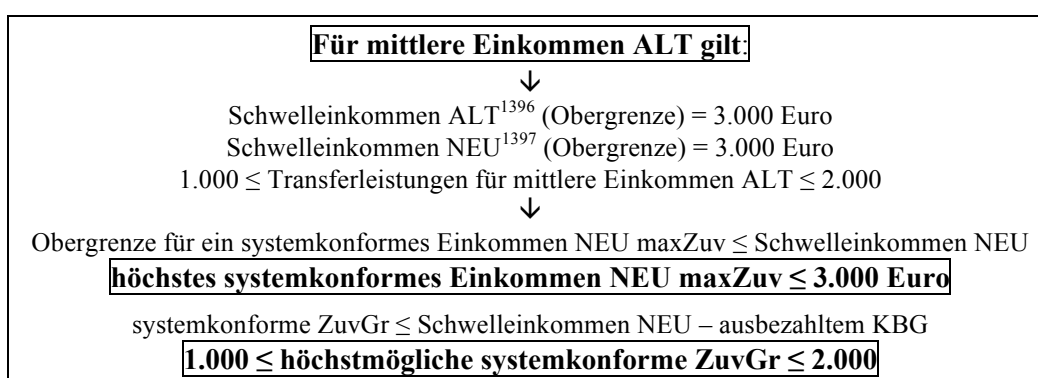 Für mittlere Einkommen ALT gilt:
↓
Schwelleinkommen ALT1396 (Obergrenze) = 3.000 Euro
Schwelleinkommen NEU1397 (Obergrenze) = 3.000 Euro
1.000 ≤ Transferleistungen für mittlere Einkommen ALT ≤ 2.000
↓
Obergrenze für ein systemkonformes Einkommen NEU maxZuv ≤ Schwelleinkommen NEU
höchstes systemkonformes Einkommen NEU maxZuv ≤ 3.000 Euro
systemkonforme ZuvGr ≤ Schwelleinkommen NEU – ausbezahltem KBG
1.000 ≤ höchstmögliche systemkonforme ZuvGr ≤ 2.000